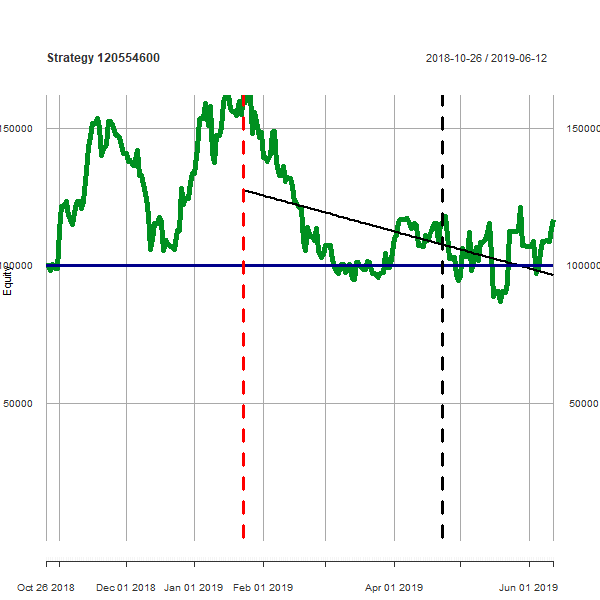 Strategy 120554600
2018-10-26 / 2019-06-12
150000
150000
100000
100000
Equity
50000
50000
Oct 26 2018
Dec 01 2018
Jan 01 2019
Feb 01 2019
Apr 01 2019
Jun 01 2019